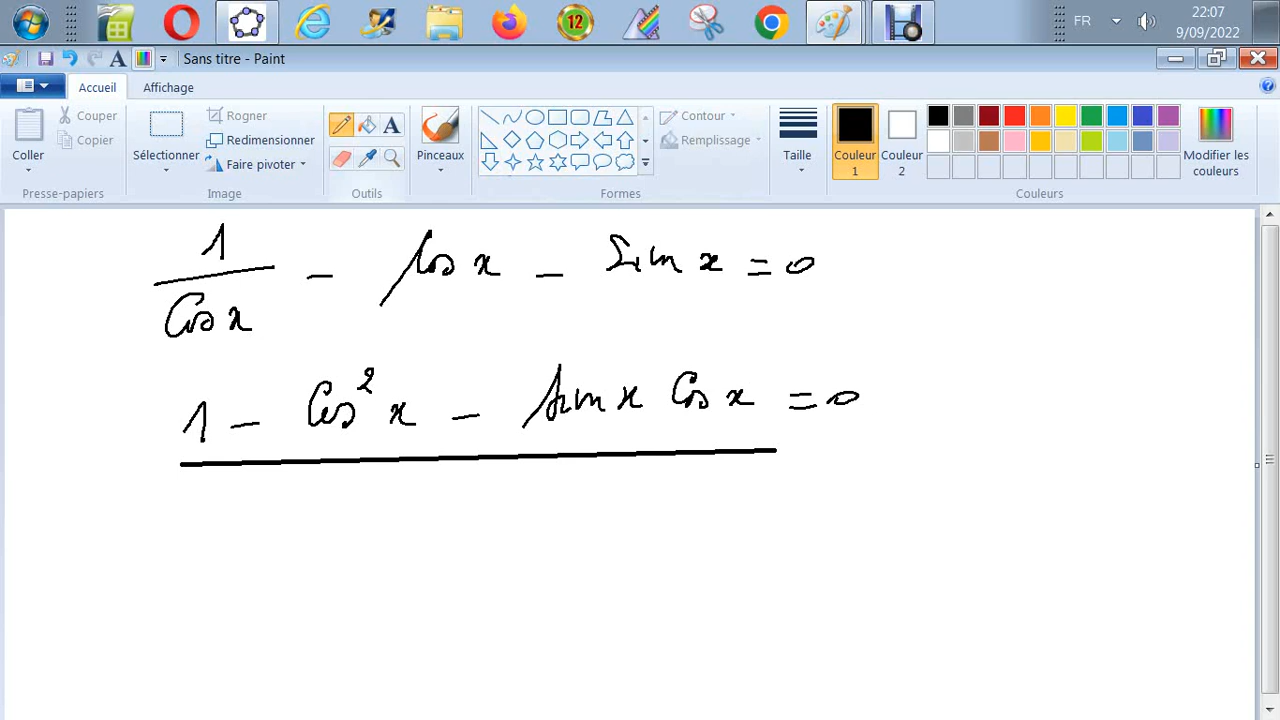 12
FR
22:07
9/09/2022
Sans titre - Paint
Accueil Affichage
Coller
Couper
Copier
Presse-papiers
Sélectionner
Rogner
Redimensionner
Faire pivoter
Image
A
Outils
Pinceaux
Contour
Remplissage
Formes
Taille
Couleur 1
Couleur 2
Modifier les couleurs
Couleurs
1/Cos x - Cos x - Sin x = 0
1 - Cos² x - Sin x Cos x = 0